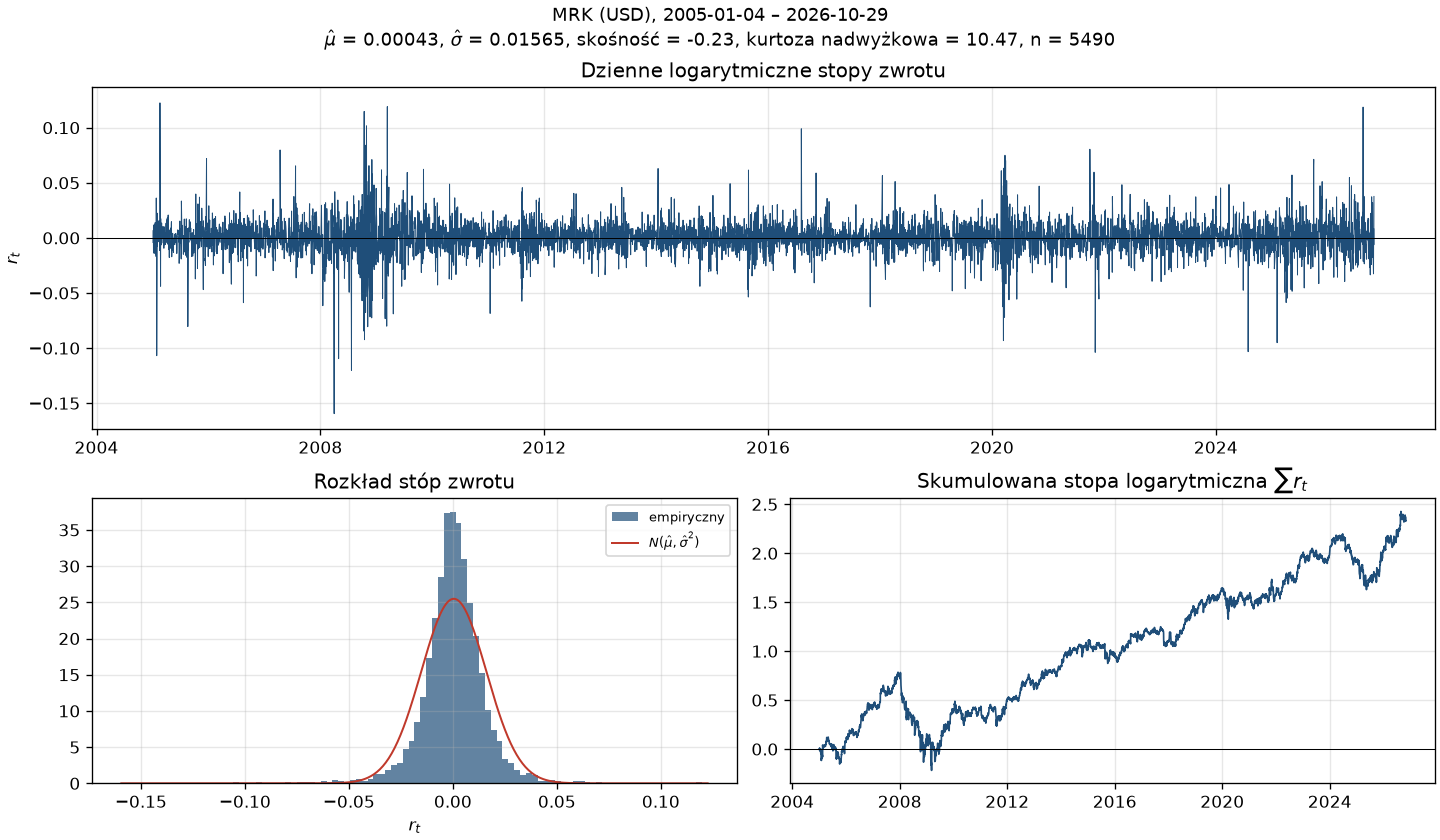 MRK (USD), 2005-01-04 – 2026-10-29
μ̂ = 0.00043, σ̂ = 0.01565, skośność = -0.23, kurtoza nadwyżkowa = 10.47, n = 5490
Dzienne logarytmiczne stopy zwrotu
r_t
0.10
0.05
0.00
−0.05
−0.10
−0.15
2004 2008 2012 2016 2020 2024
Rozkład stóp zwrotu
empiryczny
N(μ̂, σ̂²)
35
30
25
20
15
10
5
0
−0.15 −0.10 −0.05 0.00 0.05 0.10
r_t
Skumulowana stopa logarytmiczna ∑r_t
2.5
2.0
1.5
1.0
0.5
0.0
2004 2008 2012 2016 2020 2024